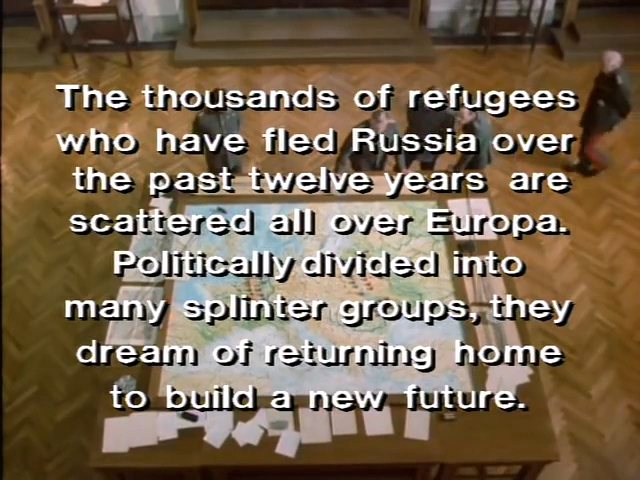 The thousands of refugees
who have fled Russia over
the past twelve years are
scattered all over Europa.
Politically divided into
many splinter groups, they
dream of returning home
to build a new future.